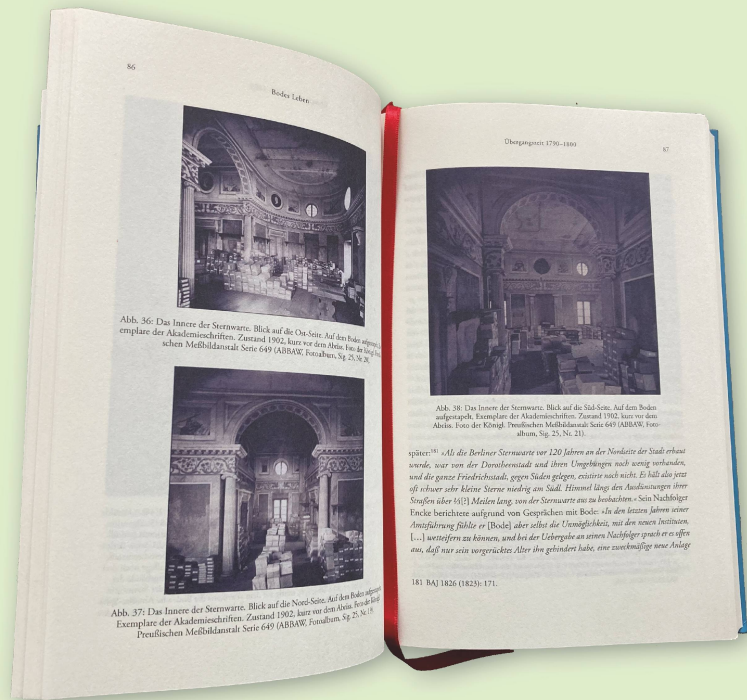 86
Bodes Leben
Abb. 36: Das Innere der Sternwarte. Blick auf die Ost-Seite. Auf dem Boden aufgestapelt, Ex-
emplare der Akademieschriften. Zustand 1902, kurz vor dem Abriss. Foto der Königl. Preußi-
schen Meßbildanstalt Serie 649 (ABBAW, Fotoalbum, Sig. 25, Nr. 20).
Abb. 37: Das Innere der Sternwarte. Blick auf die Nord-Seite. Auf dem Boden aufgestapelt,
Exemplare der Akademieschriften. Zustand 1902, kurz vor dem Abriss. Foto der Königl.
Preußischen Meßbildanstalt Serie 649 (ABBAW, Fotoalbum, Sig. 25, Nr. 19).
Übergangszeit 1790–1800
87
Abb. 38: Das Innere der Sternwarte. Blick auf die Süd-Seite. Auf dem Boden
aufgestapelt, Exemplare der Akademieschriften. Zustand 1902, kurz vor dem
Abriss. Foto der Königl. Preußischen Meßbildanstalt Serie 649 (ABBAW, Foto-
album, Sig. 25, Nr. 21).
später:181 »Als die Berliner Sternwarte vor 120 Jahren an der Nordseite der Stadt erbaut
wurde, war von der Dorotheenstadt und ihren Umgebungen noch wenig vorhanden,
und die ganze Friedrichstadt, gegen Süden gelegen, existirte noch nicht. Es hält also jetzt
oft schwer sehr kleine Sterne niedrig am Südl. Himmel längs den Ausdünstungen ihrer
Straßen über ⅓[?] Meilen lang, von der Sternwarte aus zu beobachten.« Sein Nachfolger
Encke berichtete aufgrund von Gesprächen mit Bode: »In den letzten Jahren seiner
Amtsführung fühlte er [Bode] aber selbst die Unmöglichkeit, mit den neuen Instituten,
[…] wetteifern zu können, und bei der Uebergabe an seinen Nachfolger sprach er es offen
aus, daß nur sein vorgerücktes Alter ihn gehindert habe, eine zweckmäßige neue Anlage
181 BAJ 1826 (1823): 171.